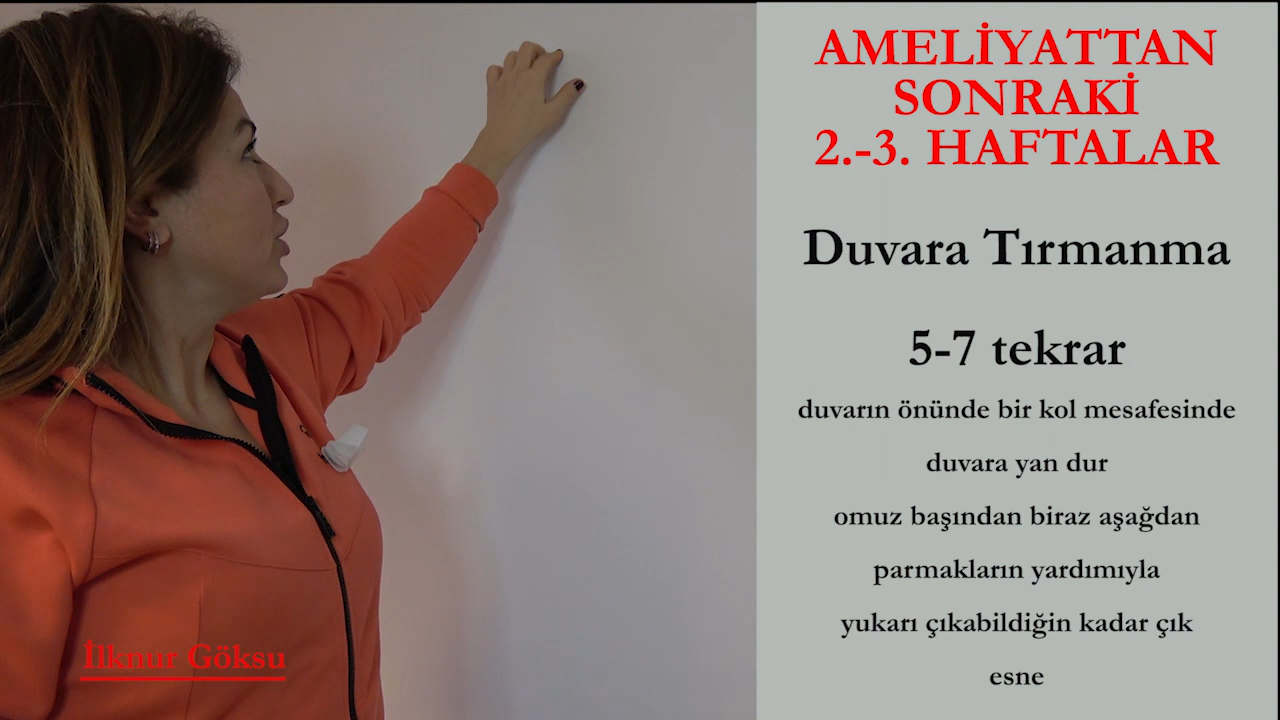 AMELİYATTAN
SONRAKİ
2.-3. HAFTALAR
Duvara Tırmanma
5-7 tekrar
duvarın önünde bir kol mesafesinde
duvara yan dur
omuz başından biraz aşağdan
parmakların yardımıyla
yukarı çıkabildiğin kadar çık
esne
İlknur Göksu